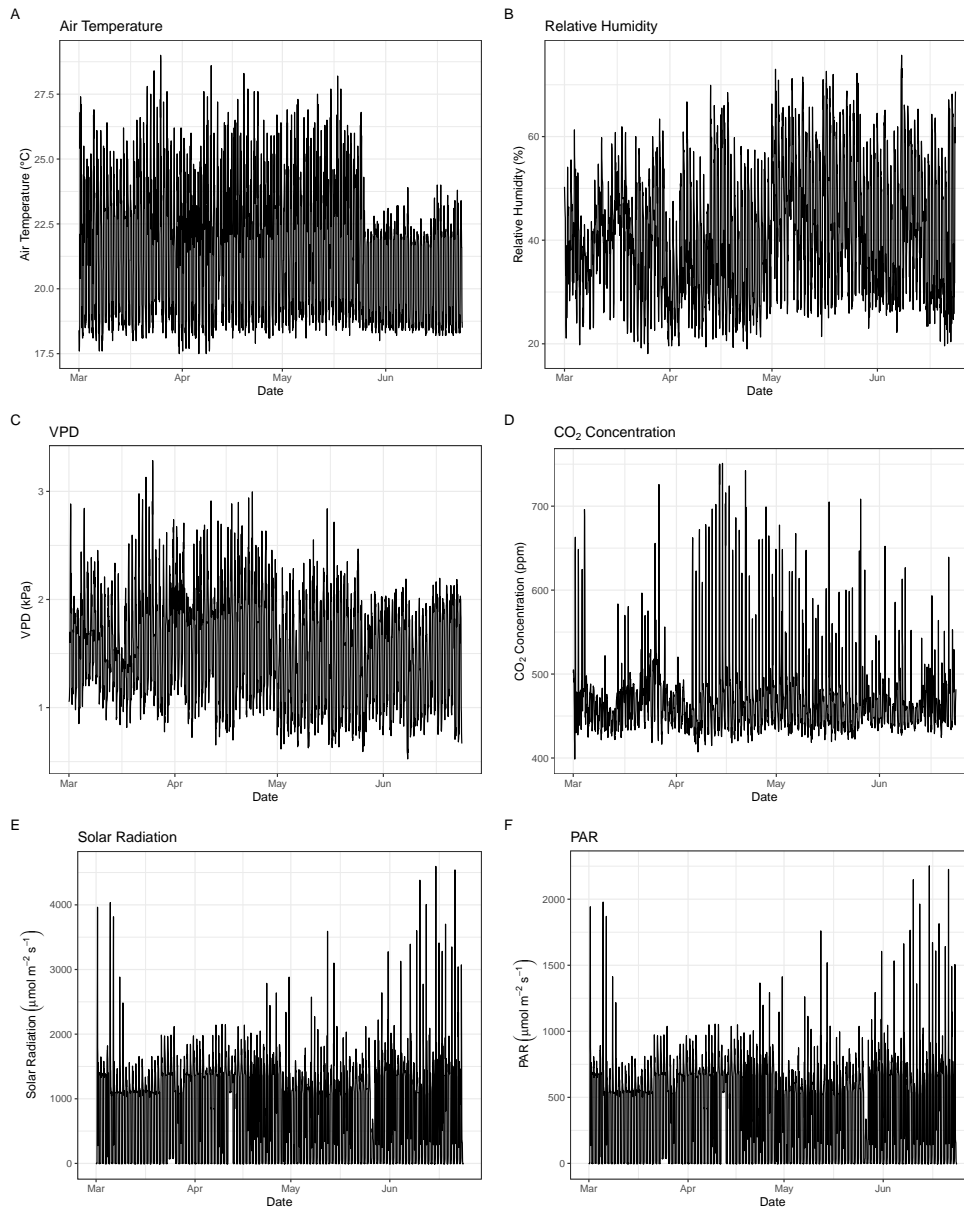 A
Air Temperature
27.5
25.0
22.5
20.0
17.5
Air Temperature (°C)
Mar
Apr
May
Jun
Date
B
Relative Humidity
60
40
20
Relative Humidity (%)
Mar
Apr
May
Jun
Date
C
VPD
3
2
1
VPD (kPa)
Mar
Apr
May
Jun
Date
D
CO₂ Concentration
700
600
500
400
CO₂ Concentration (ppm)
Mar
Apr
May
Jun
Date
E
Solar Radiation
4000
3000
2000
1000
0
Solar Radiation (μmol m⁻² s⁻¹)
Mar
Apr
May
Jun
Date
F
PAR
2000
1500
1000
500
0
PAR (μmol m⁻² s⁻¹)
Mar
Apr
May
Jun
Date